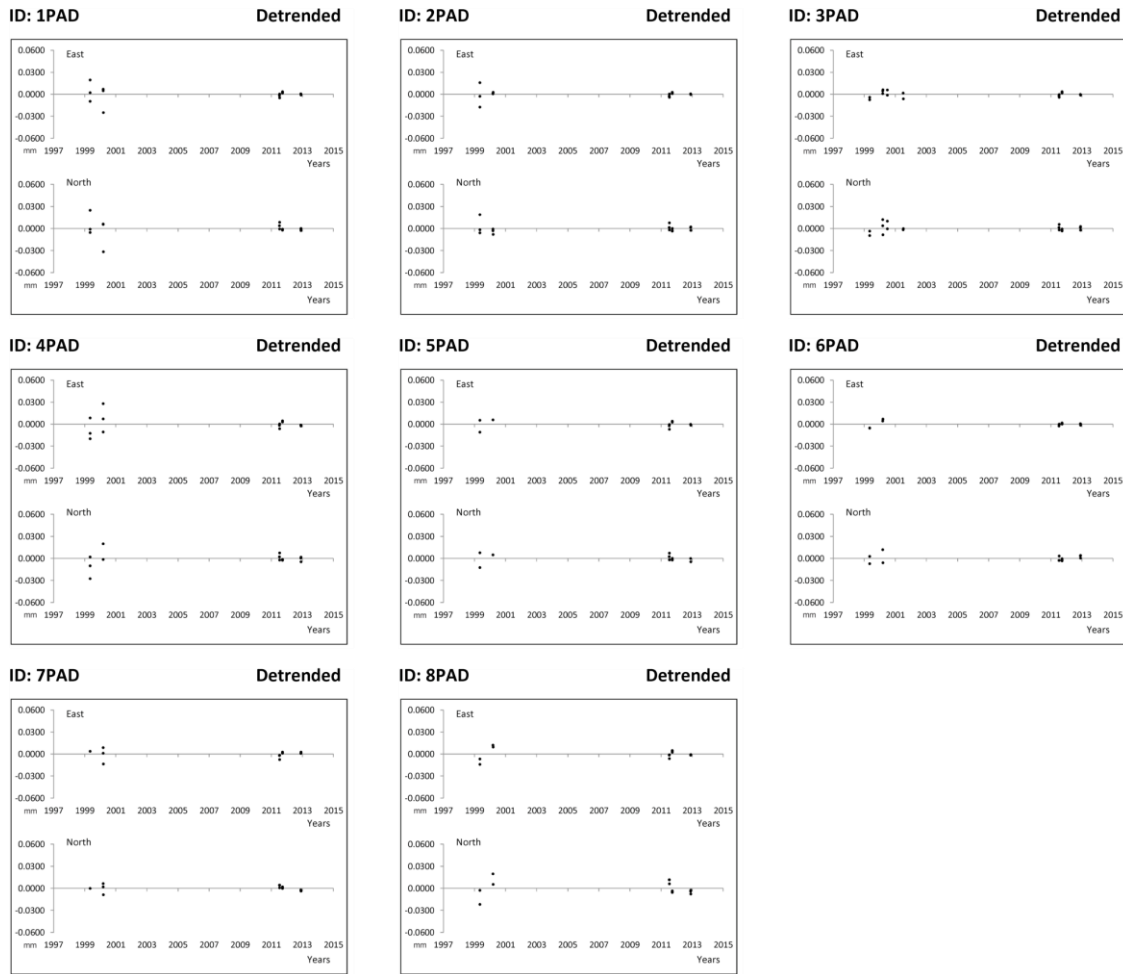 ID: 1PAD Detrended
0.0600 East
0.0300
0.0000
-0.0300
-0.0600
mm 1997 1999 2001 2003 2005 2007 2009 2011 2013 2015
Years
0.0600 North
0.0300
0.0000
-0.0300
-0.0600
mm 1997 1999 2001 2003 2005 2007 2009 2011 2013 2015
Years
ID: 2PAD Detrended
0.0600 East
0.0300
0.0000
-0.0300
-0.0600
mm 1997 1999 2001 2003 2005 2007 2009 2011 2013 2015
Years
0.0600 North
0.0300
0.0000
-0.0300
-0.0600
mm 1997 1999 2001 2003 2005 2007 2009 2011 2013 2015
Years
ID: 3PAD Detrended
0.0600 East
0.0300
0.0000
-0.0300
-0.0600
mm 1997 1999 2001 2003 2005 2007 2009 2011 2013 2015
Years
0.0600 North
0.0300
0.0000
-0.0300
-0.0600
mm 1997 1999 2001 2003 2005 2007 2009 2011 2013 2015
Years
ID: 4PAD Detrended
0.0600 East
0.0300
0.0000
-0.0300
-0.0600
mm 1997 1999 2001 2003 2005 2007 2009 2011 2013 2015
Years
0.0600 North
0.0300
0.0000
-0.0300
-0.0600
mm 1997 1999 2001 2003 2005 2007 2009 2011 2013 2015
Years
ID: 5PAD Detrended
0.0600 East
0.0300
0.0000
-0.0300
-0.0600
mm 1997 1999 2001 2003 2005 2007 2009 2011 2013 2015
Years
0.0600 North
0.0300
0.0000
-0.0300
-0.0600
mm 1997 1999 2001 2003 2005 2007 2009 2011 2013 2015
Years
ID: 6PAD Detrended
0.0600 East
0.0300
0.0000
-0.0300
-0.0600
mm 1997 1999 2001 2003 2005 2007 2009 2011 2013 2015
Years
0.0600 North
0.0300
0.0000
-0.0300
-0.0600
mm 1997 1999 2001 2003 2005 2007 2009 2011 2013 2015
Years
ID: 7PAD Detrended
0.0600 East
0.0300
0.0000
-0.0300
-0.0600
mm 1997 1999 2001 2003 2005 2007 2009 2011 2013 2015
Years
0.0600 North
0.0300
0.0000
-0.0300
-0.0600
mm 1997 1999 2001 2003 2005 2007 2009 2011 2013 2015
Years
ID: 8PAD Detrended
0.0600 East
0.0300
0.0000
-0.0300
-0.0600
mm 1997 1999 2001 2003 2005 2007 2009 2011 2013 2015
Years
0.0600 North
0.0300
0.0000
-0.0300
-0.0600
mm 1997 1999 2001 2003 2005 2007 2009 2011 2013 2015
Years